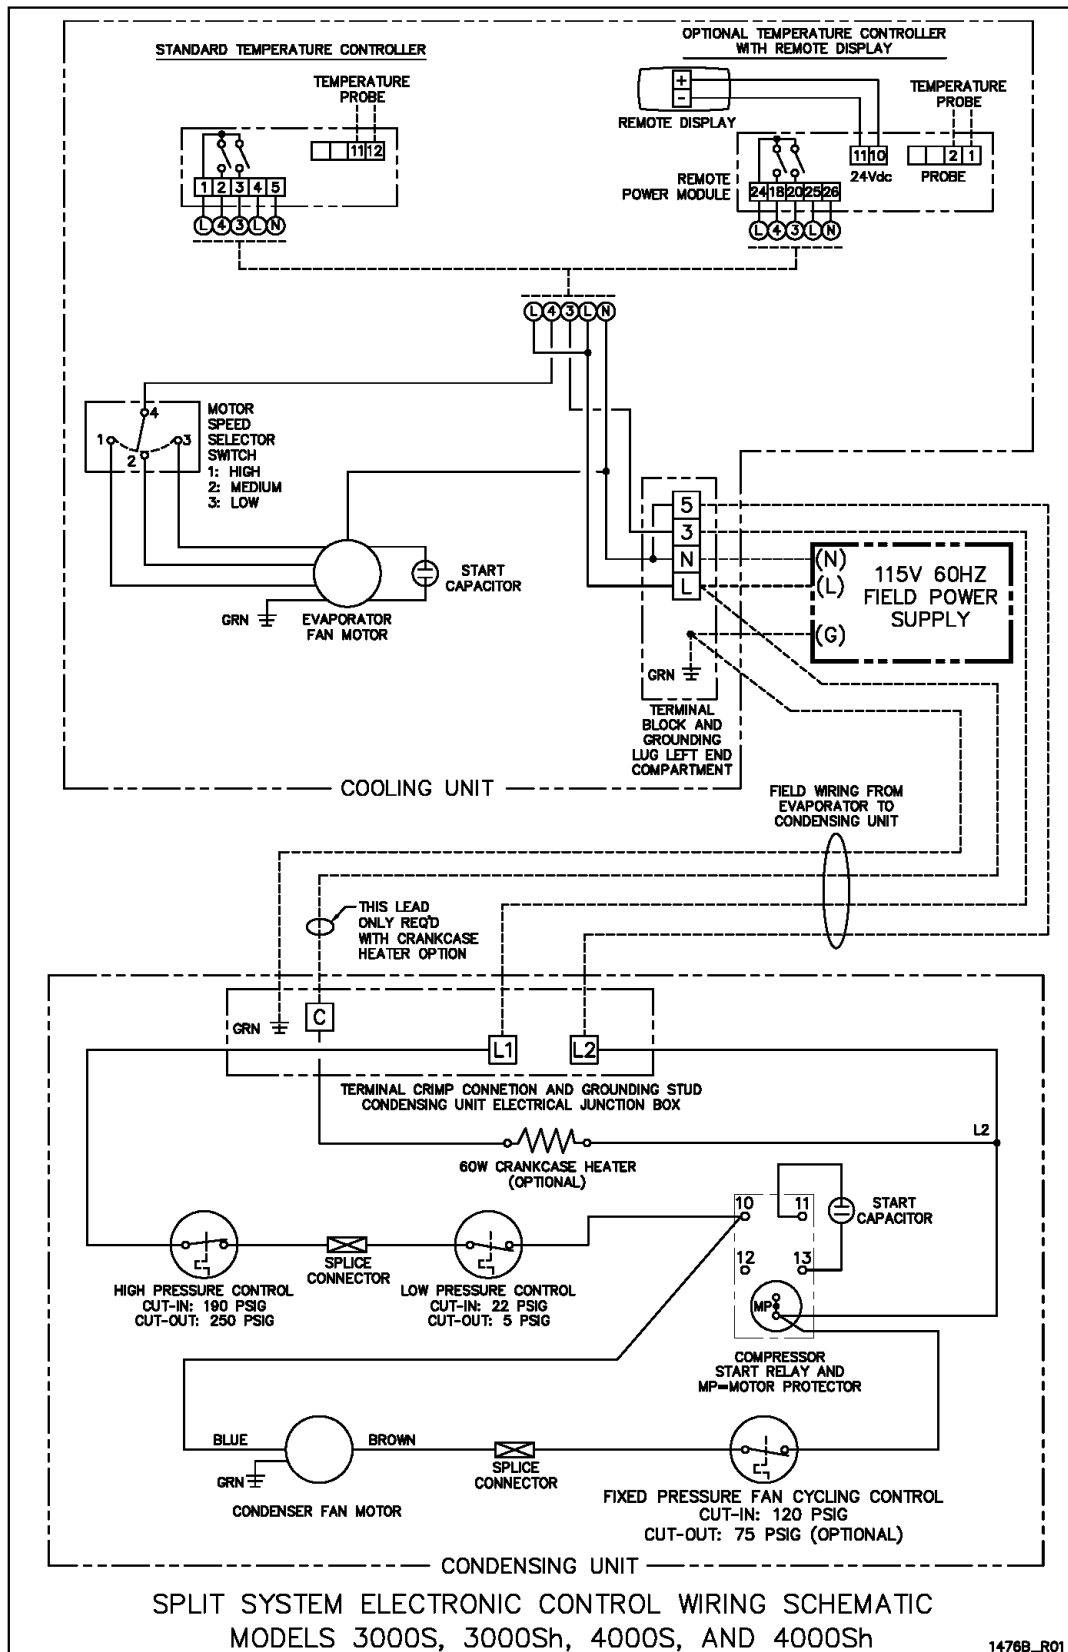 STANDARD TEMPERATURE CONTROLLER
TEMPERATURE
PROBE
11 12
1 2 3 4 5
L 4 3 L N
OPTIONAL TEMPERATURE CONTROLLER
WITH REMOTE DISPLAY
+
-
REMOTE DISPLAY
TEMPERATURE
PROBE
REMOTE
POWER MODULE
11 10
24Vdc
2 1
PROBE
24 18 20 25 26
L 4 3 L N
L 4 3 L N
4
1
3
2
MOTOR
SPEED
SELECTOR
SWITCH
1: HIGH
2: MEDIUM
3: LOW
START
CAPACITOR
GRN
EVAPORATOR
FAN MOTOR
5
3
N
L
GRN
(N)
(L)
(G)
115V 60HZ
FIELD POWER
SUPPLY
TERMINAL
BLOCK AND
GROUNDING
LUG LEFT END
COMPARTMENT
COOLING UNIT
FIELD WIRING FROM
EVAPORATOR TO
CONDENSING UNIT
THIS LEAD
ONLY REQ'D
WITH CRANKCASE
HEATER OPTION
GRN
C
L1
L2
TERMINAL CRIMP CONNETION AND GROUNDING STUD
CONDENSING UNIT ELECTRICAL JUNCTION BOX
L2
60W CRANKCASE HEATER
(OPTIONAL)
10
11
12
13
MP
START
CAPACITOR
HIGH PRESSURE CONTROL
CUT-IN: 190 PSIG
CUT-OUT: 250 PSIG
SPLICE
CONNECTOR
LOW PRESSURE CONTROL
CUT-IN: 22 PSIG
CUT-OUT: 5 PSIG
COMPRESSOR
START RELAY AND
MP=MOTOR PROTECTOR
BLUE
BROWN
GRN
CONDENSER FAN MOTOR
SPLICE
CONNECTOR
FIXED PRESSURE FAN CYCLING CONTROL
CUT-IN: 120 PSIG
CUT-OUT: 75 PSIG (OPTIONAL)
CONDENSING UNIT
SPLIT SYSTEM ELECTRONIC CONTROL WIRING SCHEMATIC
MODELS 3000S, 3000Sh, 4000S, AND 4000Sh
1476B_R01